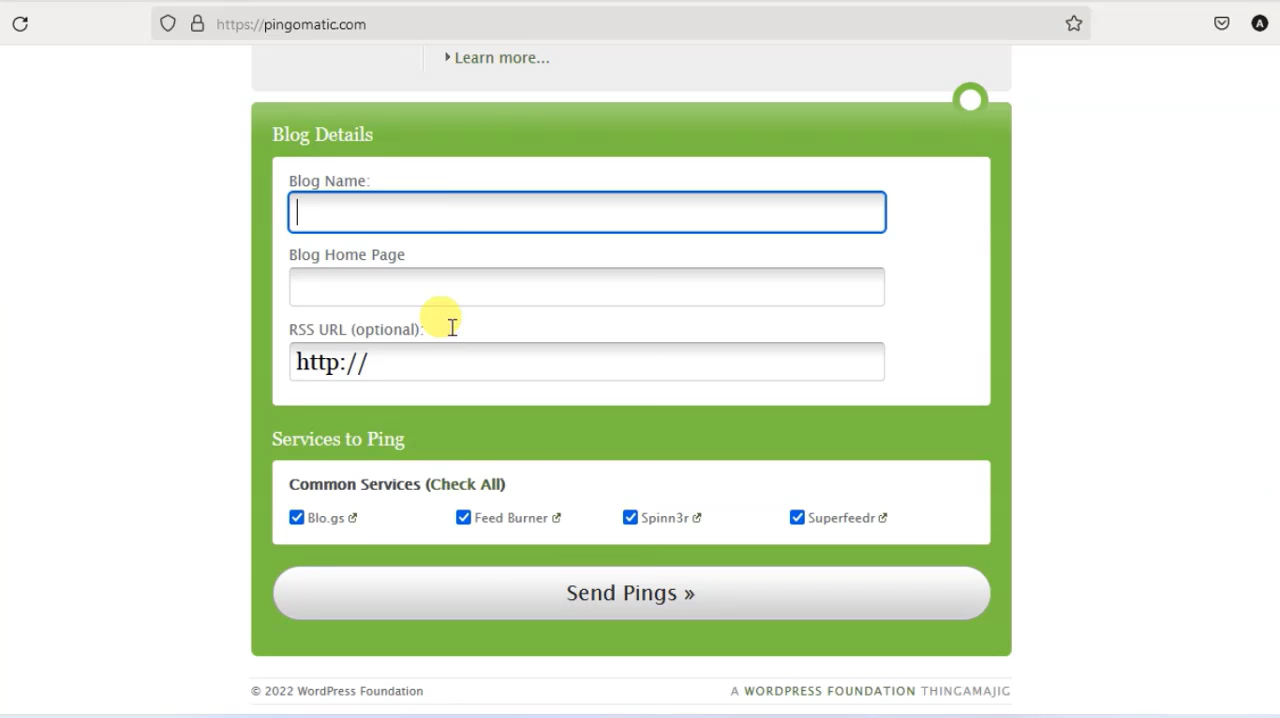 https://pingomatic.com
A
Learn more...
Blog Details
Blog Name:
Blog Home Page
RSS URL (optional):
http://
Services to Ping
Common Services (Check All)
Blo.gs Feed Burner Spinn3r Superfeedr
Send Pings »
© 2022 WordPress Foundation A WORDPRESS FOUNDATION THINGAMAJIG